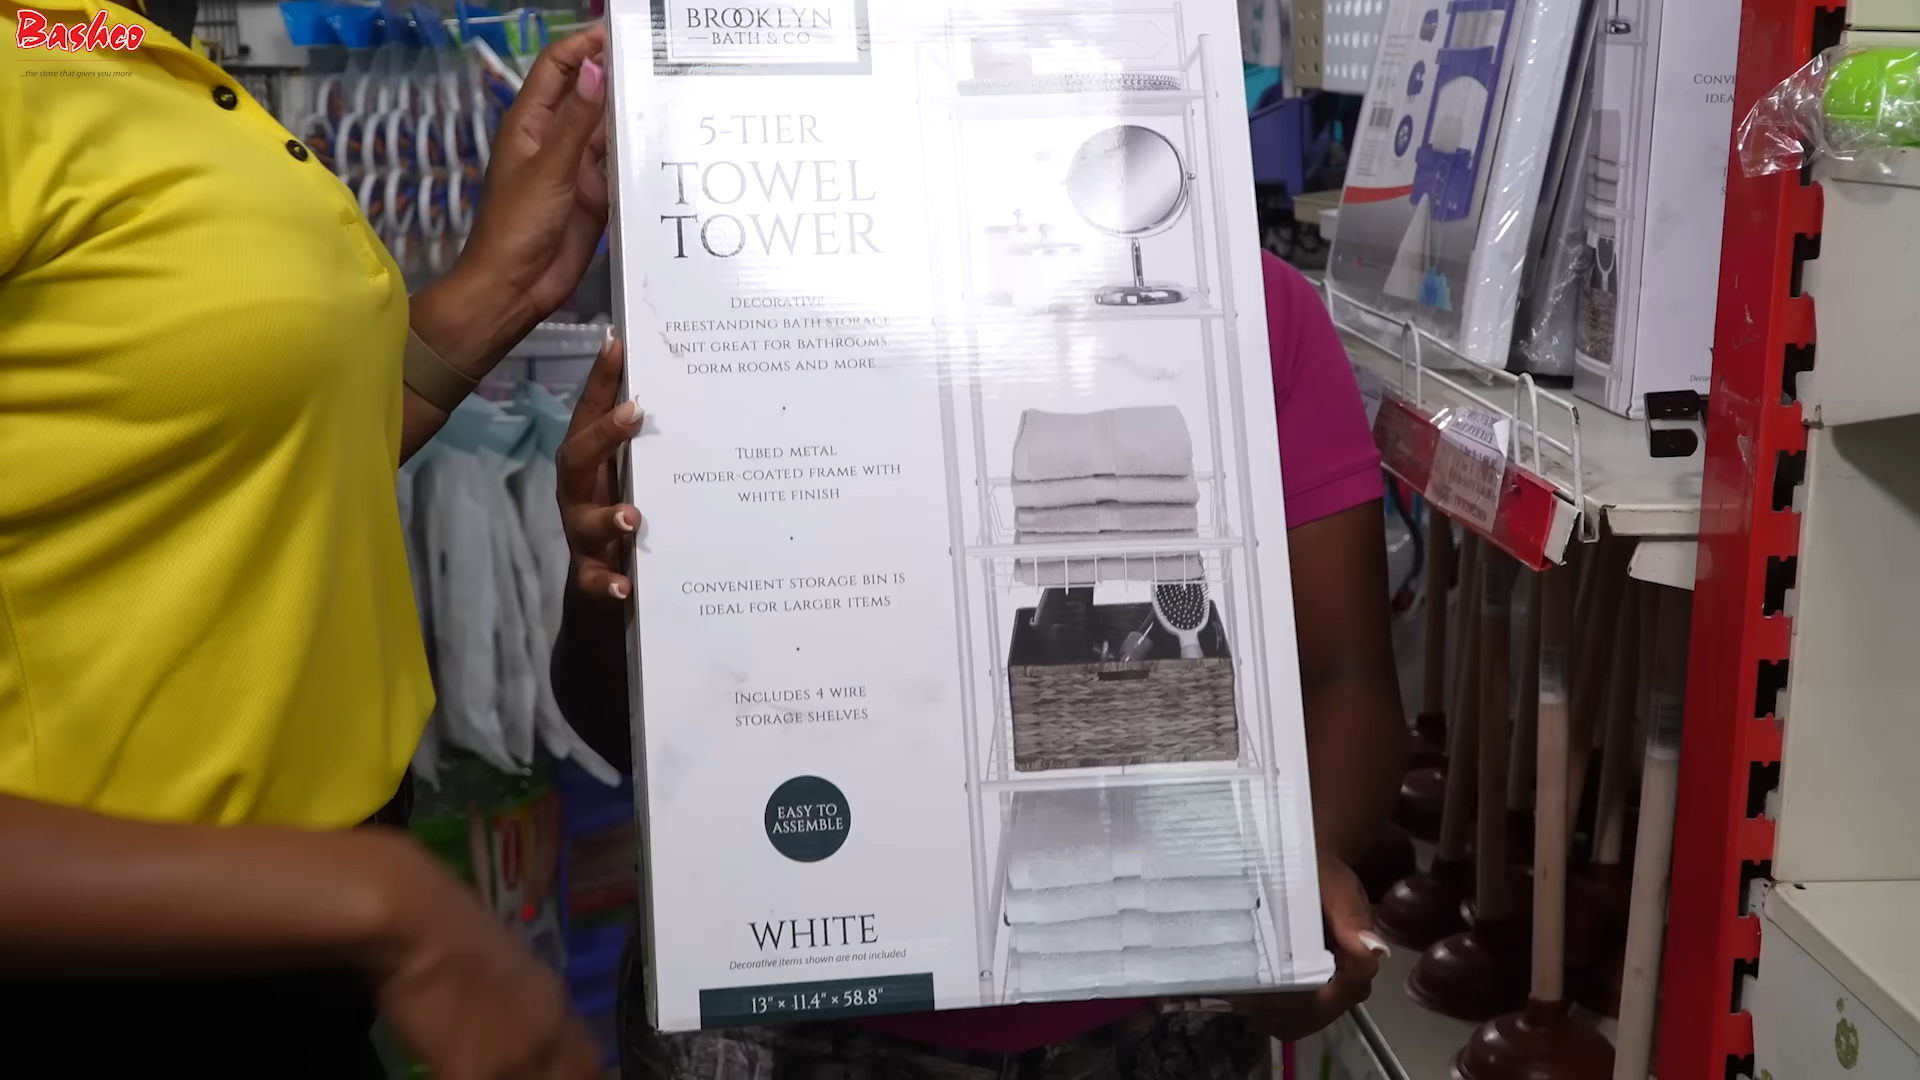 Bashco
...the store that gives you more
BROOKLYN
BATH & CO
5-TIER
TOWEL
TOWER
DECORATIVE
FREESTANDING BATH STORAGE
UNIT GREAT FOR BATHROOMS,
DORM ROOMS AND MORE
TUBED METAL
POWDER-COATED FRAME WITH
WHITE FINISH
CONVENIENT STORAGE BIN IS
IDEAL FOR LARGER ITEMS
INCLUDES 4 WIRE
STORAGE SHELVES
EASY TO
ASSEMBLE
WHITE
Decorative items shown are not included
13" × 11.4" × 58.8"